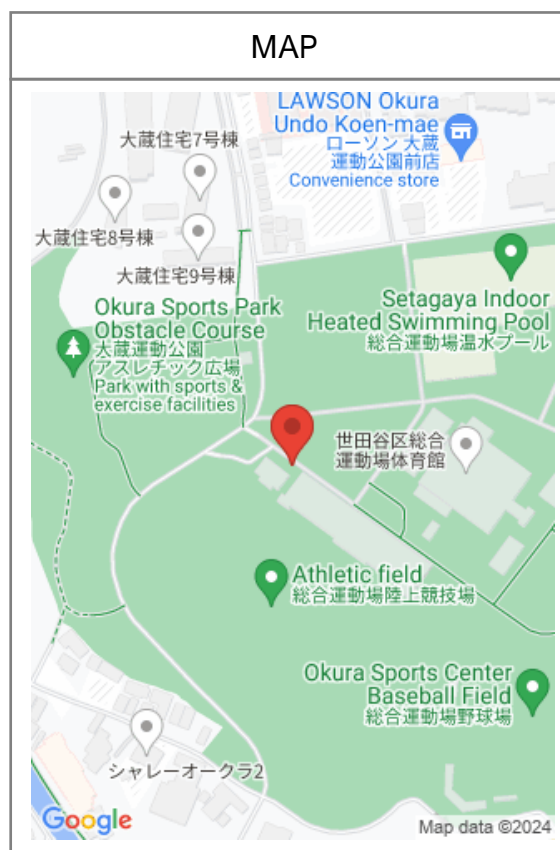 MAP
LAWSON Okura
Undo Koen-mae
ローソン 大蔵
運動公園前店
Convenience store
大蔵住宅7号棟
大蔵住宅8号棟
大蔵住宅9号棟
Setagaya Indoor
Heated Swimming Pool
総合運動場温水プール
Okura Sports Park
Obstacle Course
大蔵運動公園
アスレチック広場
Park with sports &
exercise facilities
世田谷区総合
運動場体育館
Athletic field
総合運動場陸上競技場
Okura Sports Center
Baseball Field
総合運動場野球場
シャレーオークラ2
Google
Map data ©2024